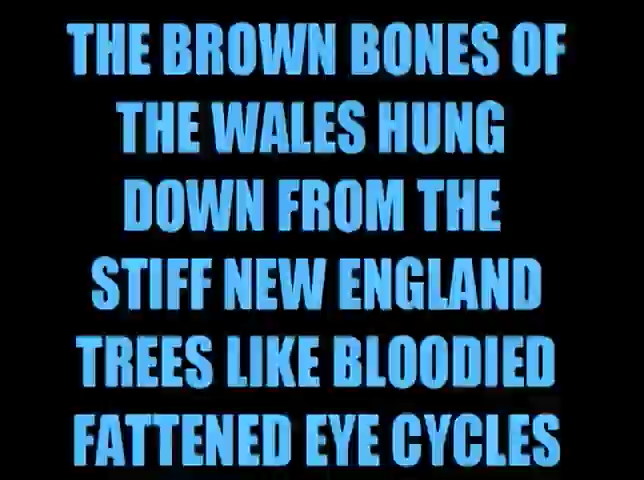 THE BROWN BONES OF
THE WALES HUNG
DOWN FROM THE
STIFF NEW ENGLAND
TREES LIKE BLOODIED
FATTENED EYE CYCLES